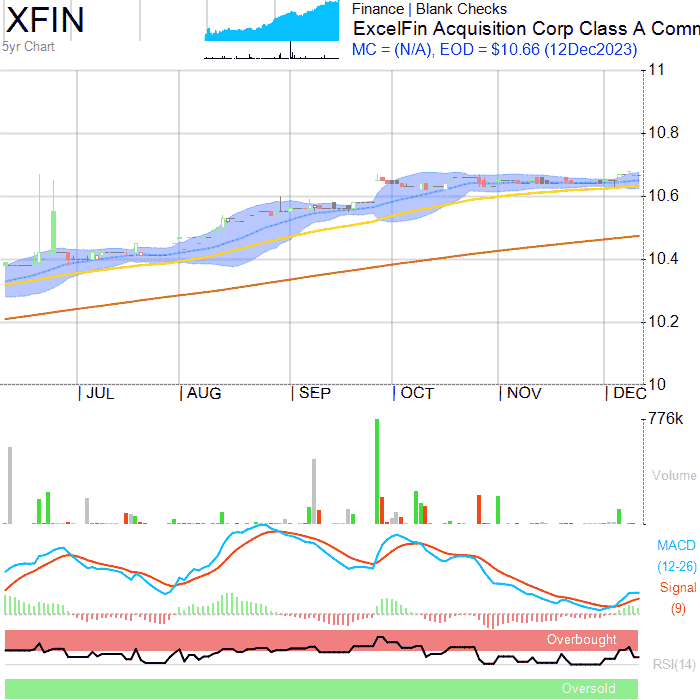 XFIN
5yr Chart
Finance | Blank Checks
ExcelFin Acquisition Corp Class A Comm
MC = (N/A), EOD = $10.66 (12Dec2023)
11
10.8
10.6
10.4
10.2
10
| JUL | AUG | SEP | OCT | NOV | DEC
776k
Volume
MACD
(12-26)
Signal
(9)
Overbought
RSI(14)
Oversold